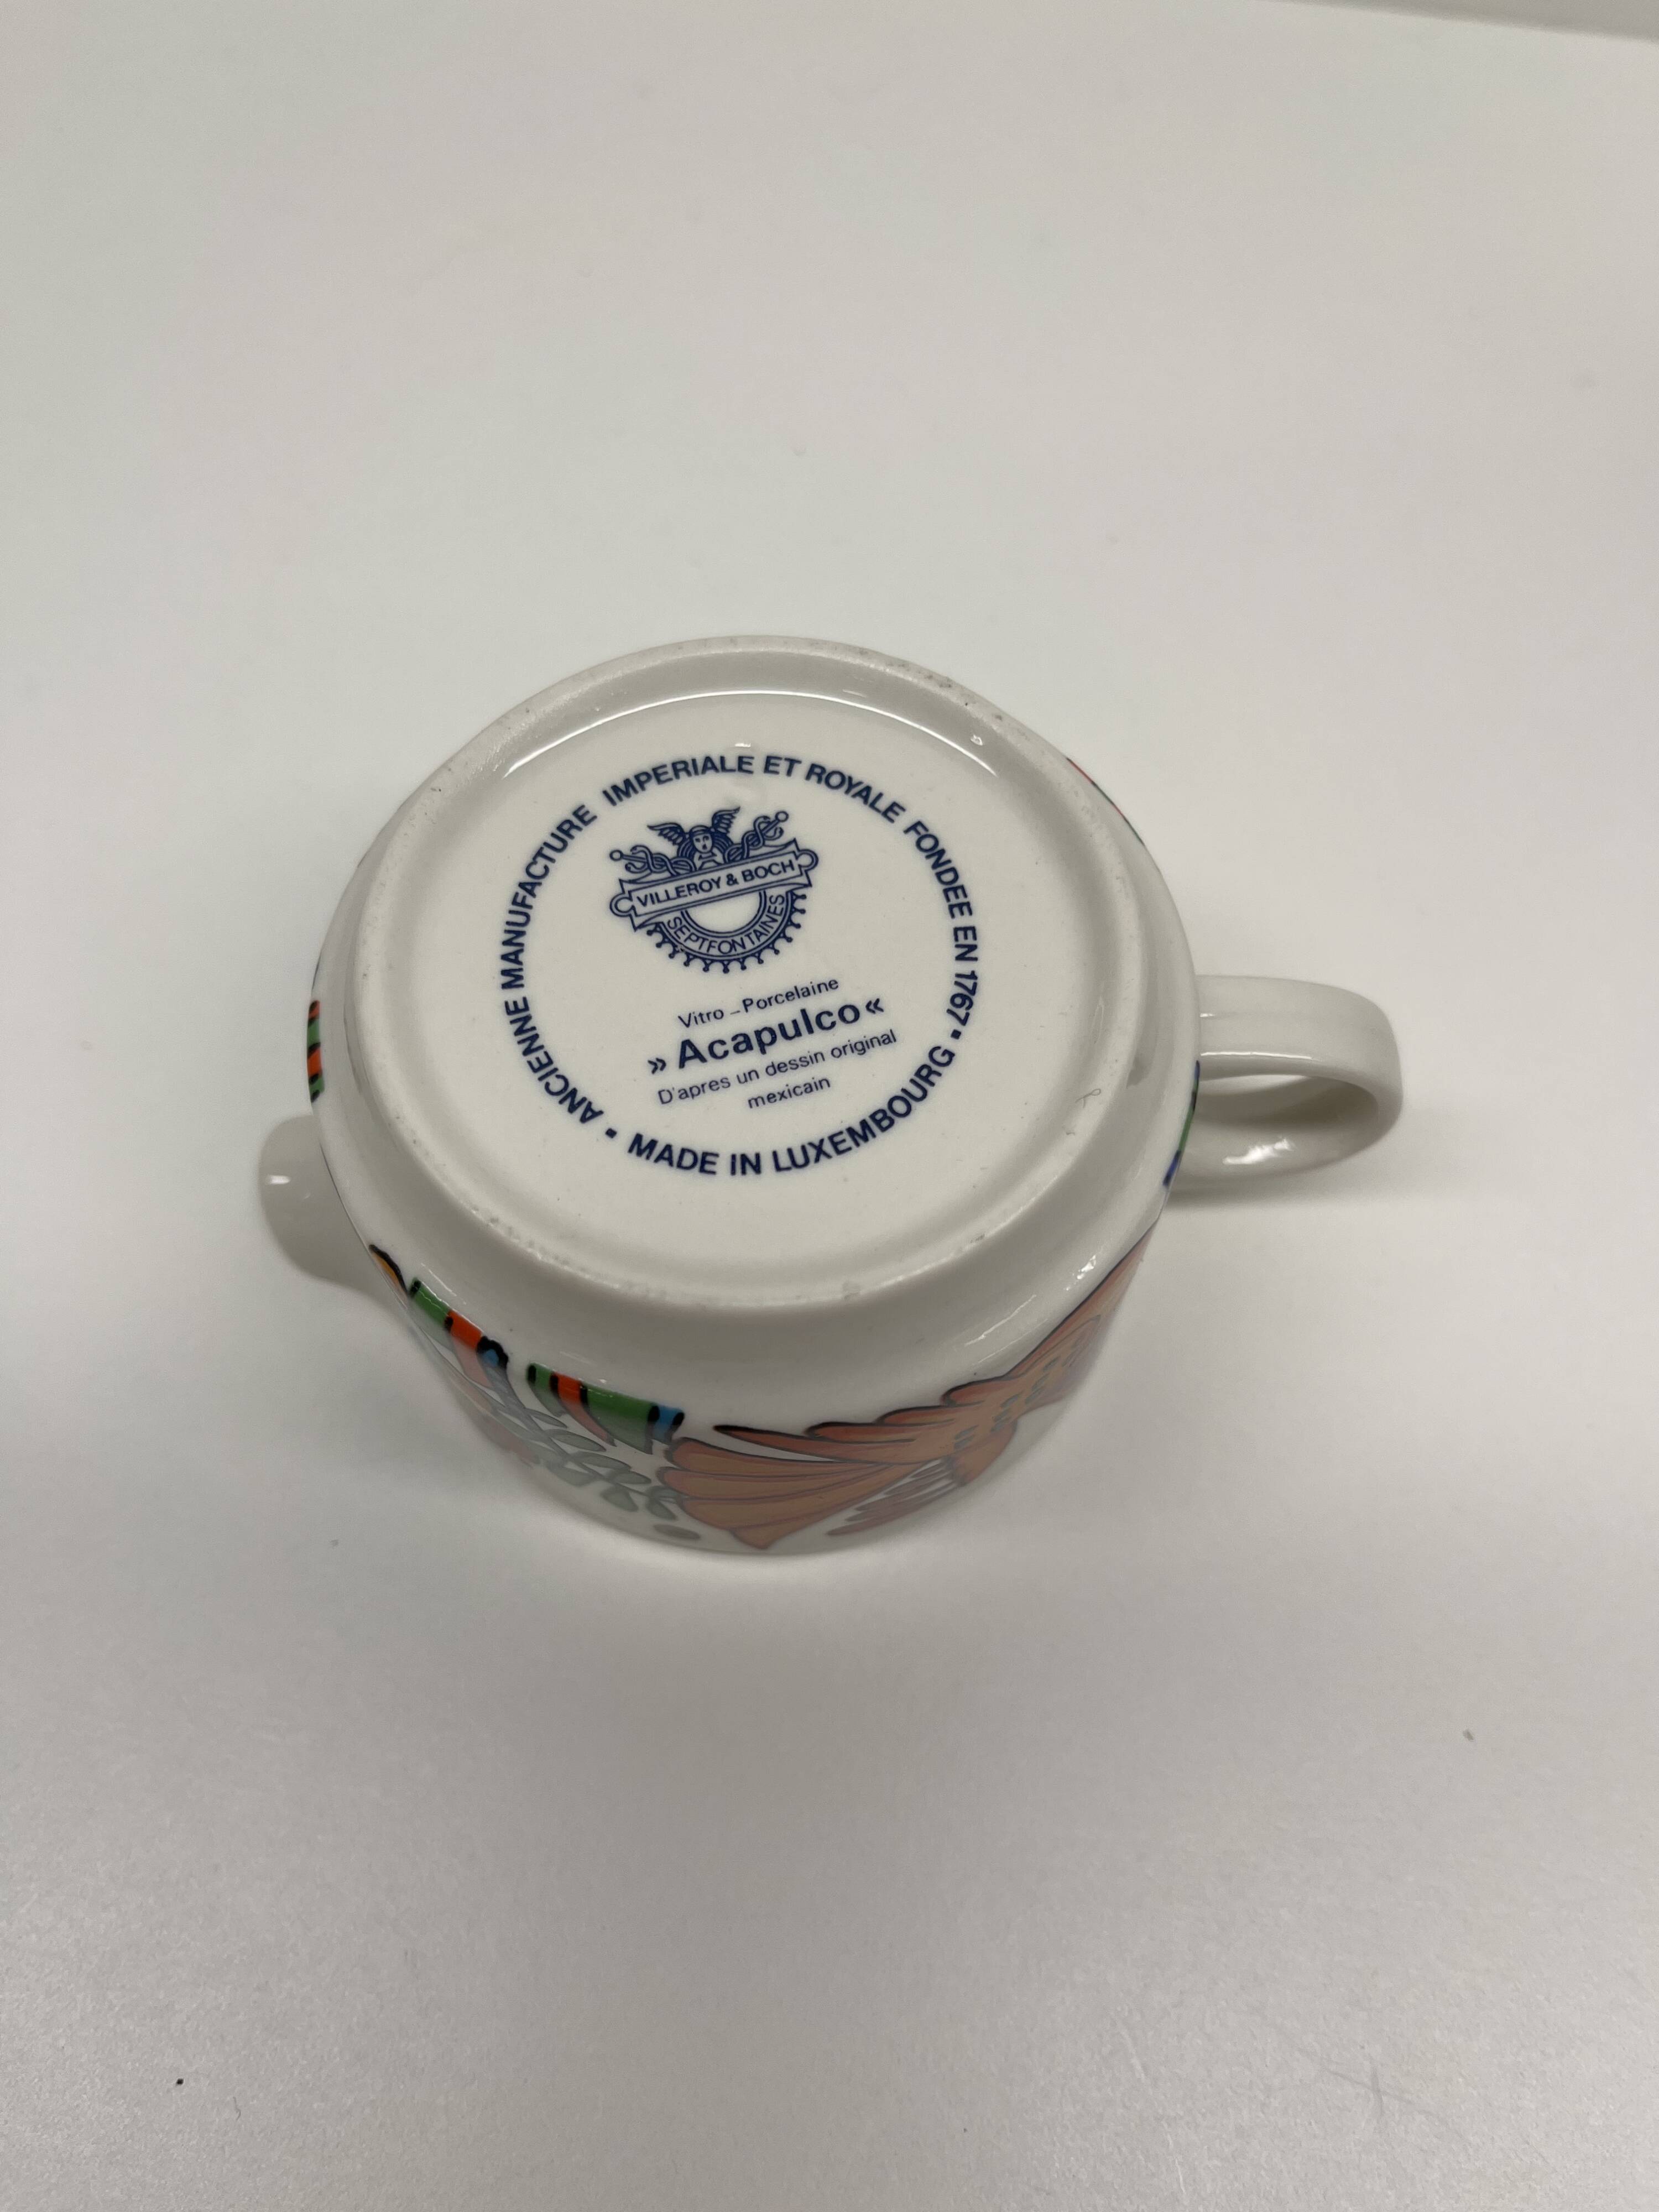 ANCIENNE MANUFACTURE IMPERIALE ET ROYALE FONDEE EN 1767 • MADE IN LUXEMBOURG •
VILLEROY & BOCH
SEPTFONTAINES
Vitro-Porcelaine
» Acapulco «
D'apres un dessin original
mexicain